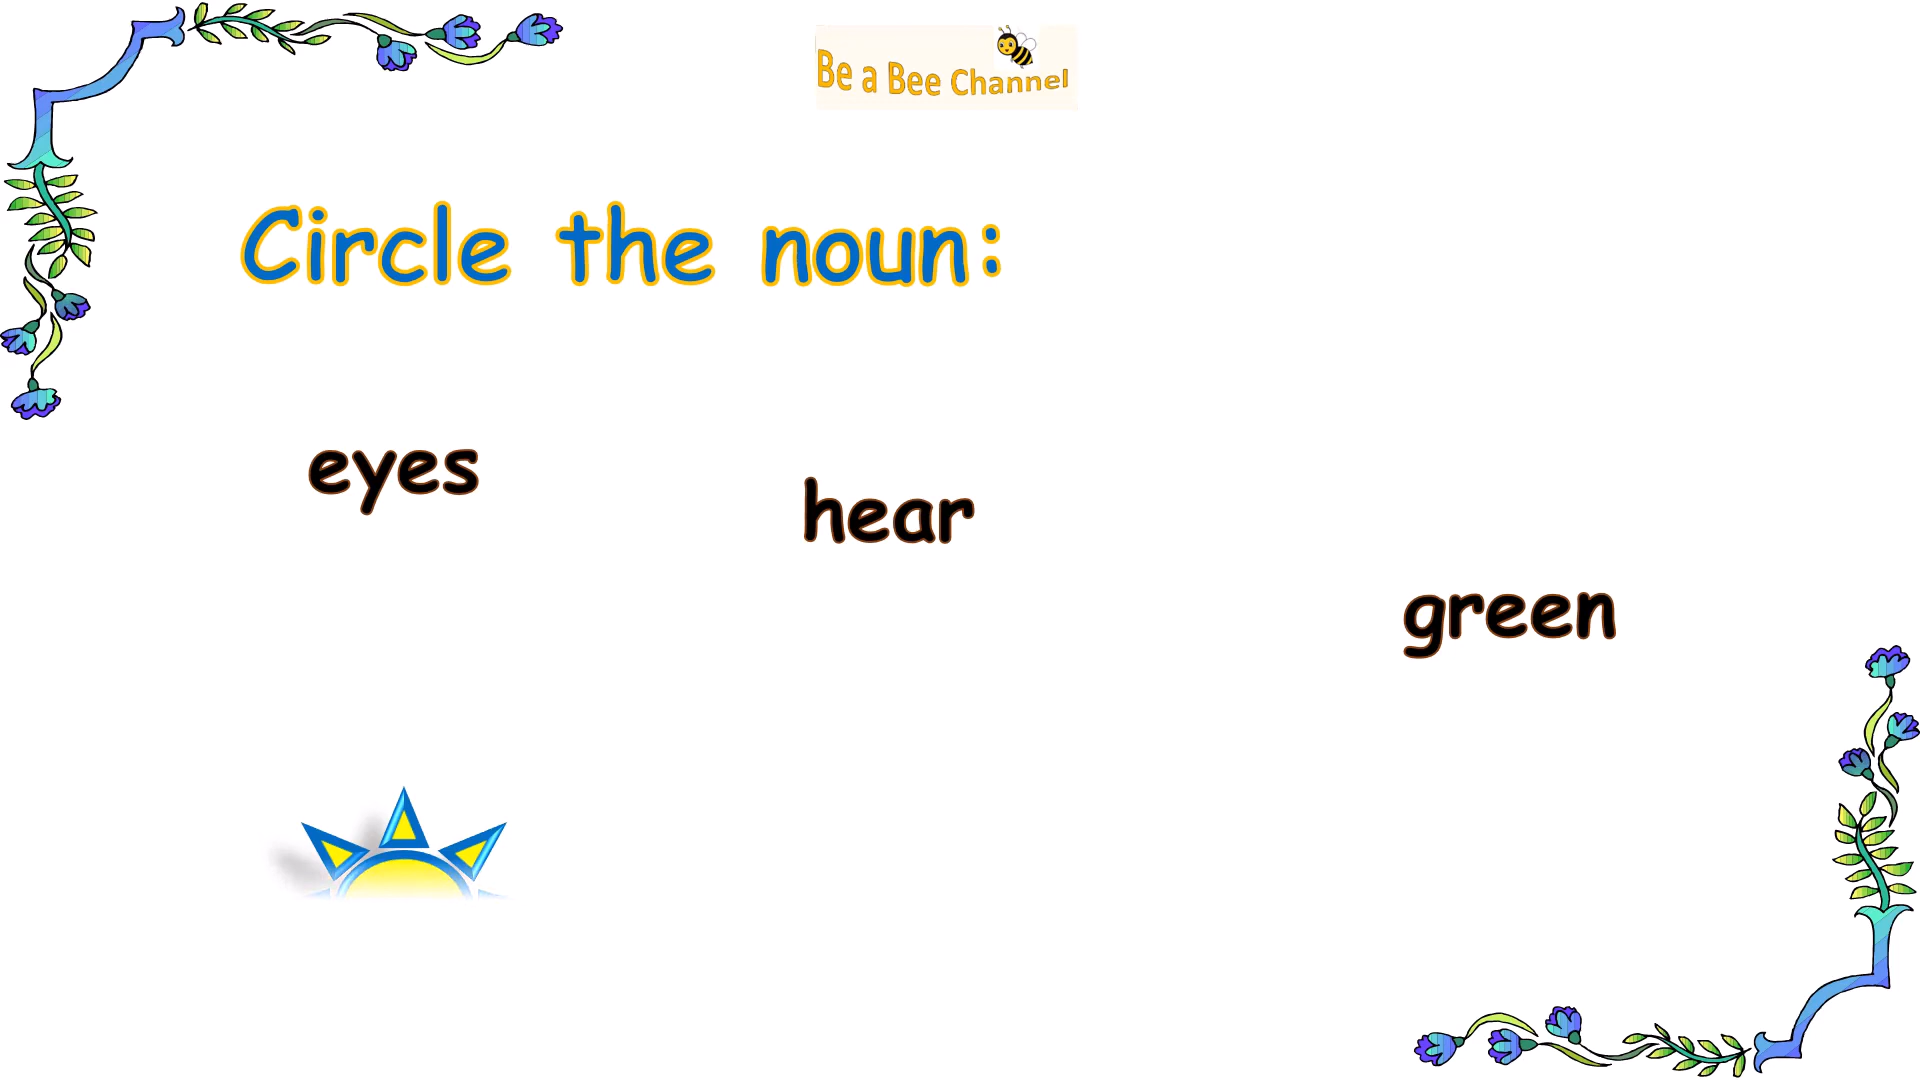 Be a Bee Channel
Circle the noun:
eyes
hear
green